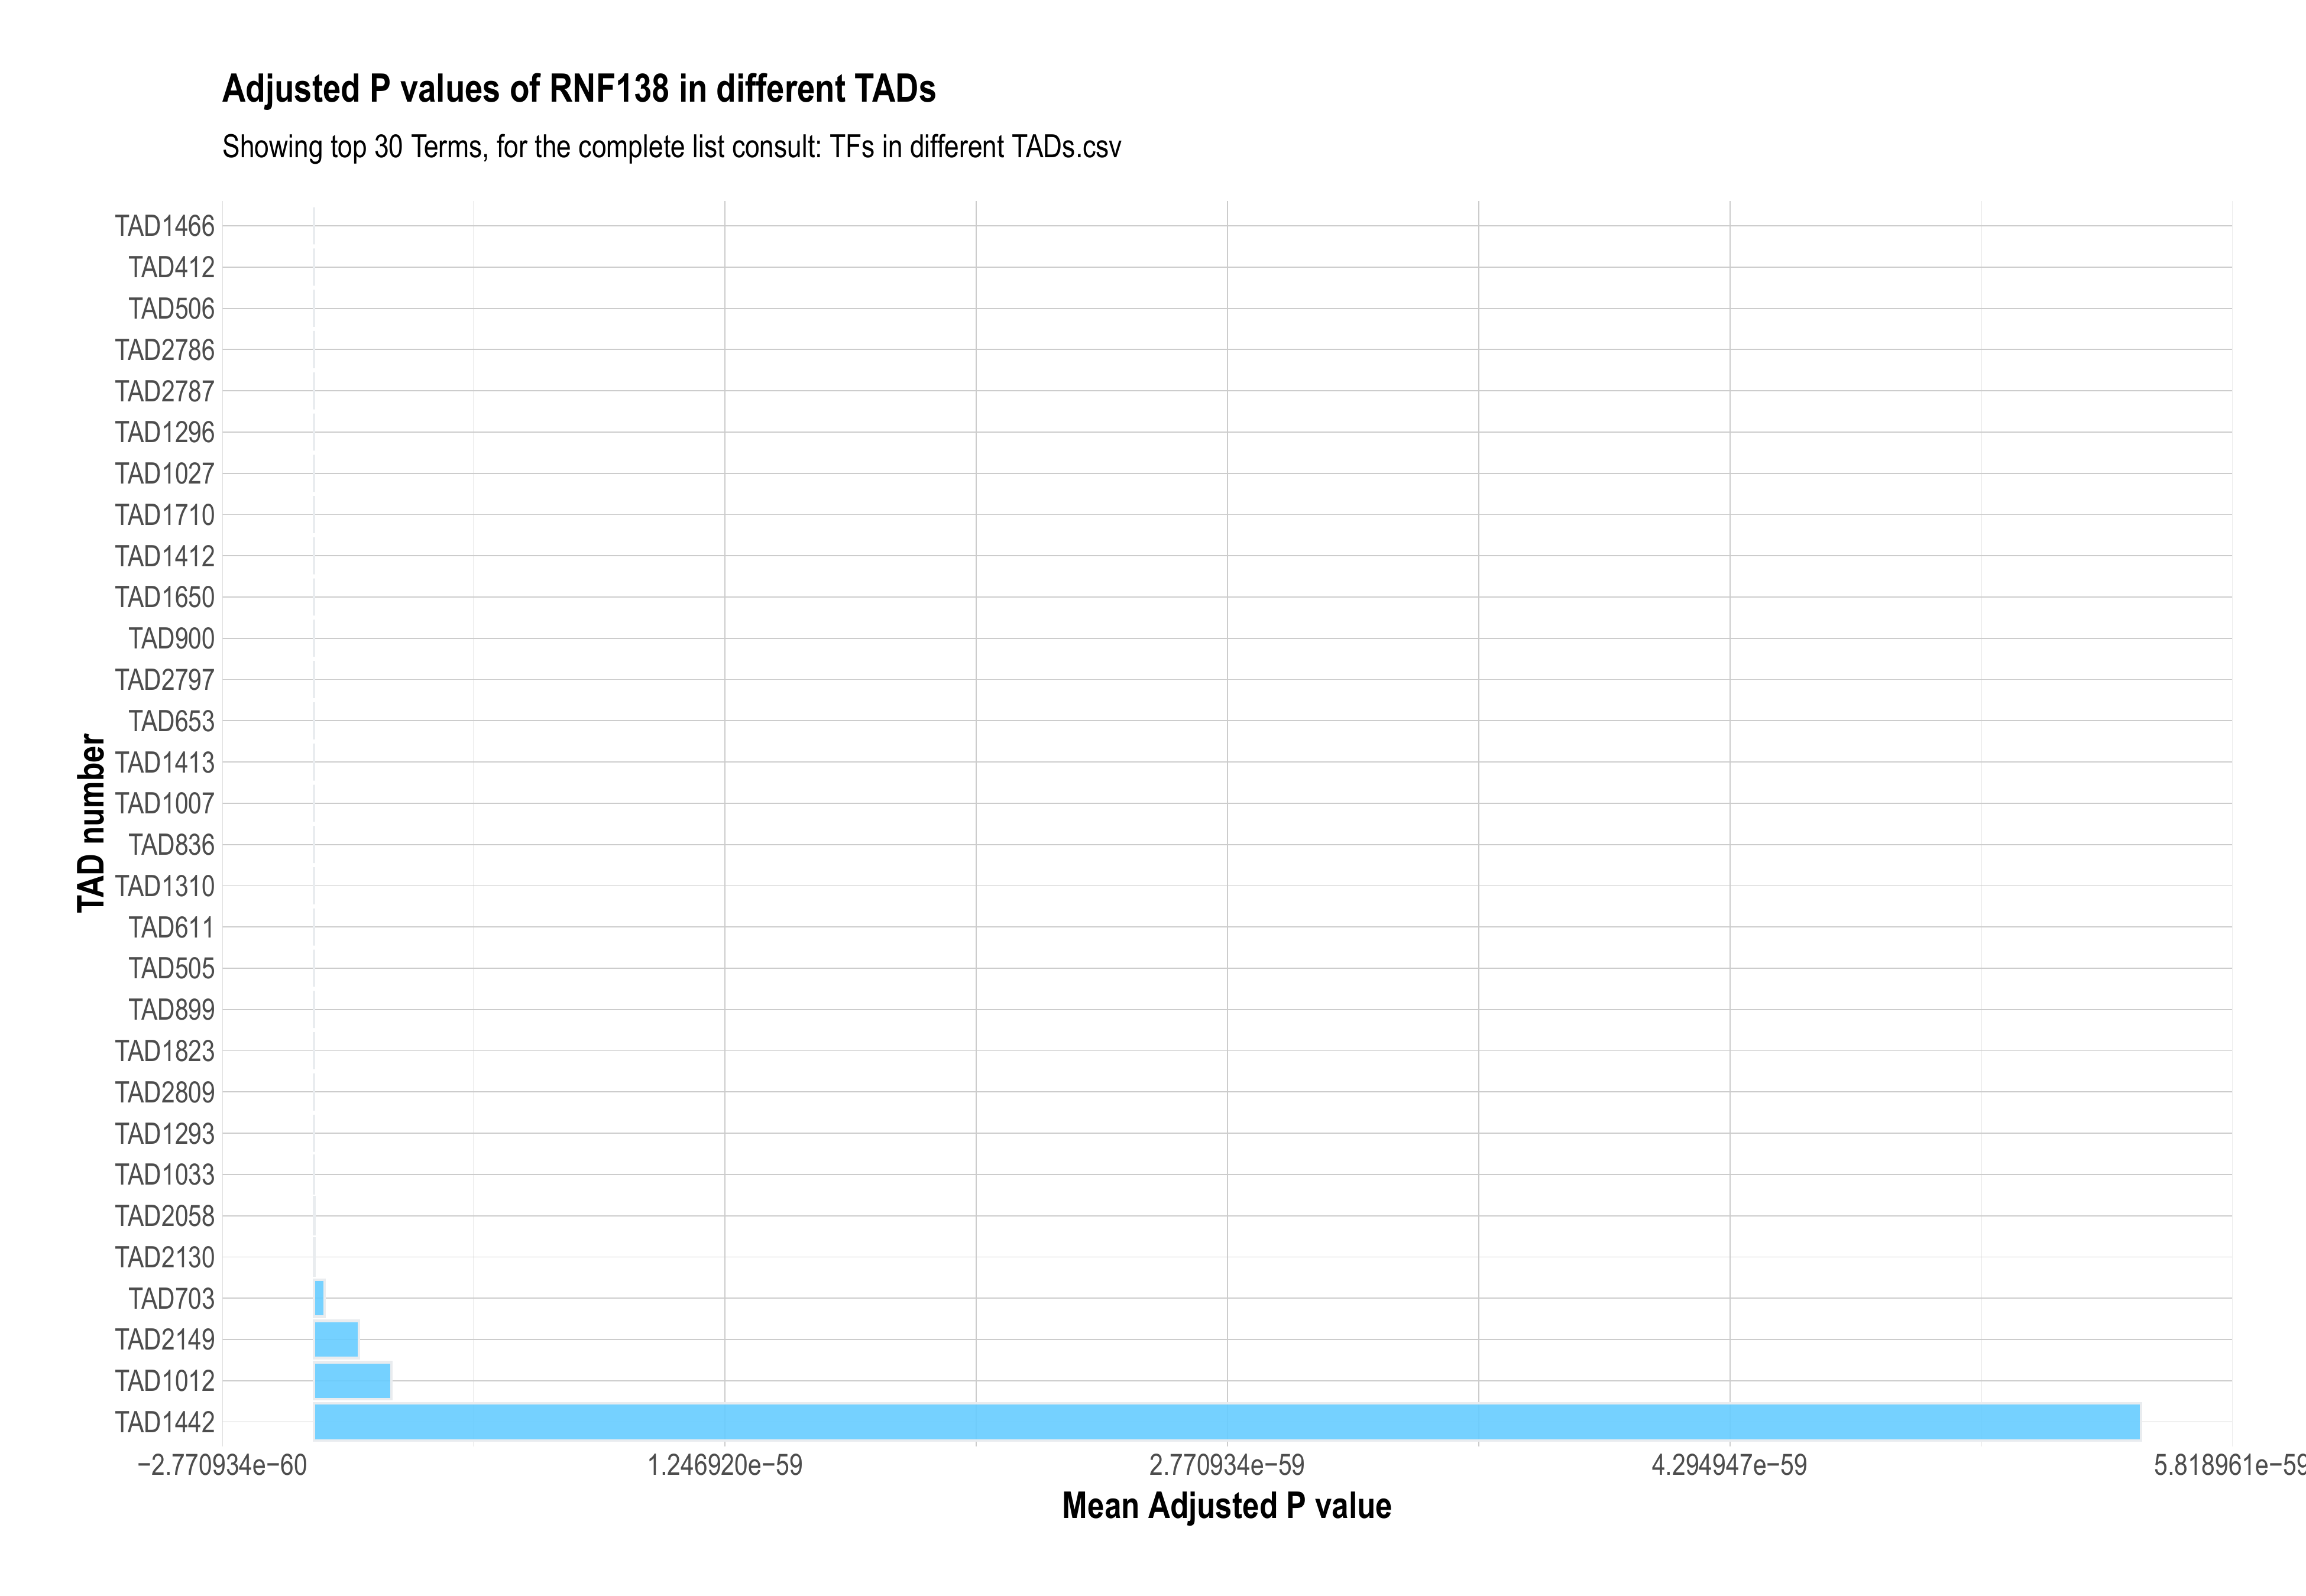 Adjusted P values of RNF138 in different TADs
Showing top 30 Terms, for the complete list consult: TFs in different TADs.csv
TAD number
TAD1466
TAD412
TAD506
TAD2786
TAD2787
TAD1296
TAD1027
TAD1710
TAD1412
TAD1650
TAD900
TAD2797
TAD653
TAD1413
TAD1007
TAD836
TAD1310
TAD611
TAD505
TAD899
TAD1823
TAD2809
TAD1293
TAD1033
TAD2058
TAD2130
TAD703
TAD2149
TAD1012
TAD1442
−2.770934e−60 1.246920e−59 2.770934e−59 4.294947e−59 5.818961e−59
Mean Adjusted P value